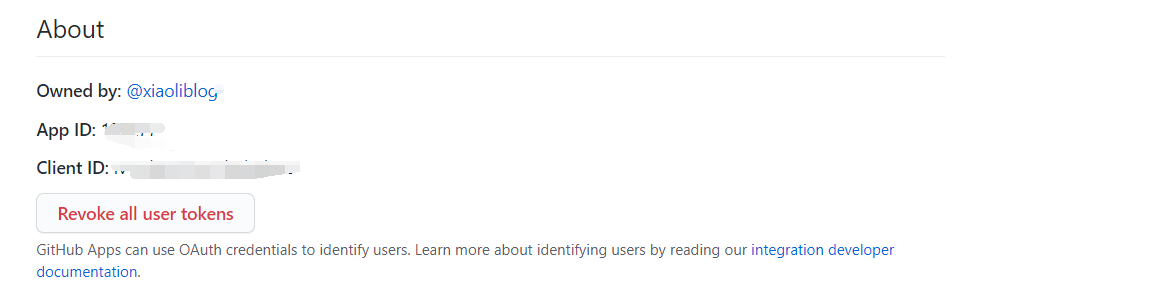 About
Owned by: @xiaoliblog
App ID:
Client ID:
Revoke all user tokens
GitHub Apps can use OAuth credentials to identify users. Learn more about identifying users by reading our integration developer
documentation.